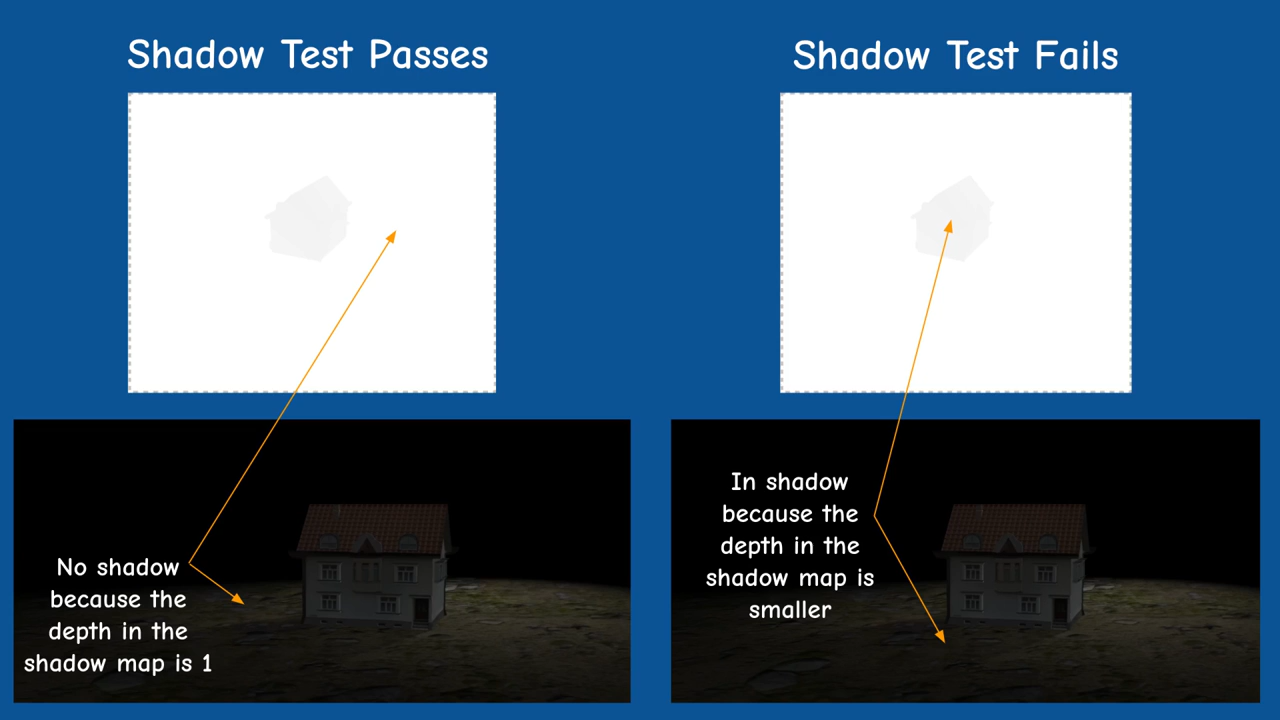 Shadow Test Passes
Shadow Test Fails
No shadow
because the
depth in the
shadow map is 1
In shadow
because the
depth in the
shadow map is
smaller